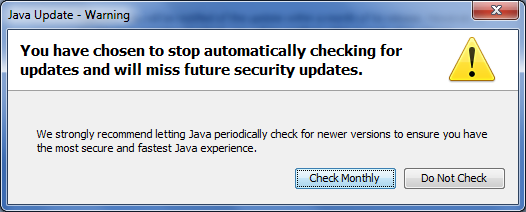 Java Update - Warning
You have chosen to stop automatically checking for
updates and will miss future security updates.
We strongly recommend letting Java periodically check for newer versions to ensure you have
the most secure and fastest Java experience.
Check Monthly
Do Not Check